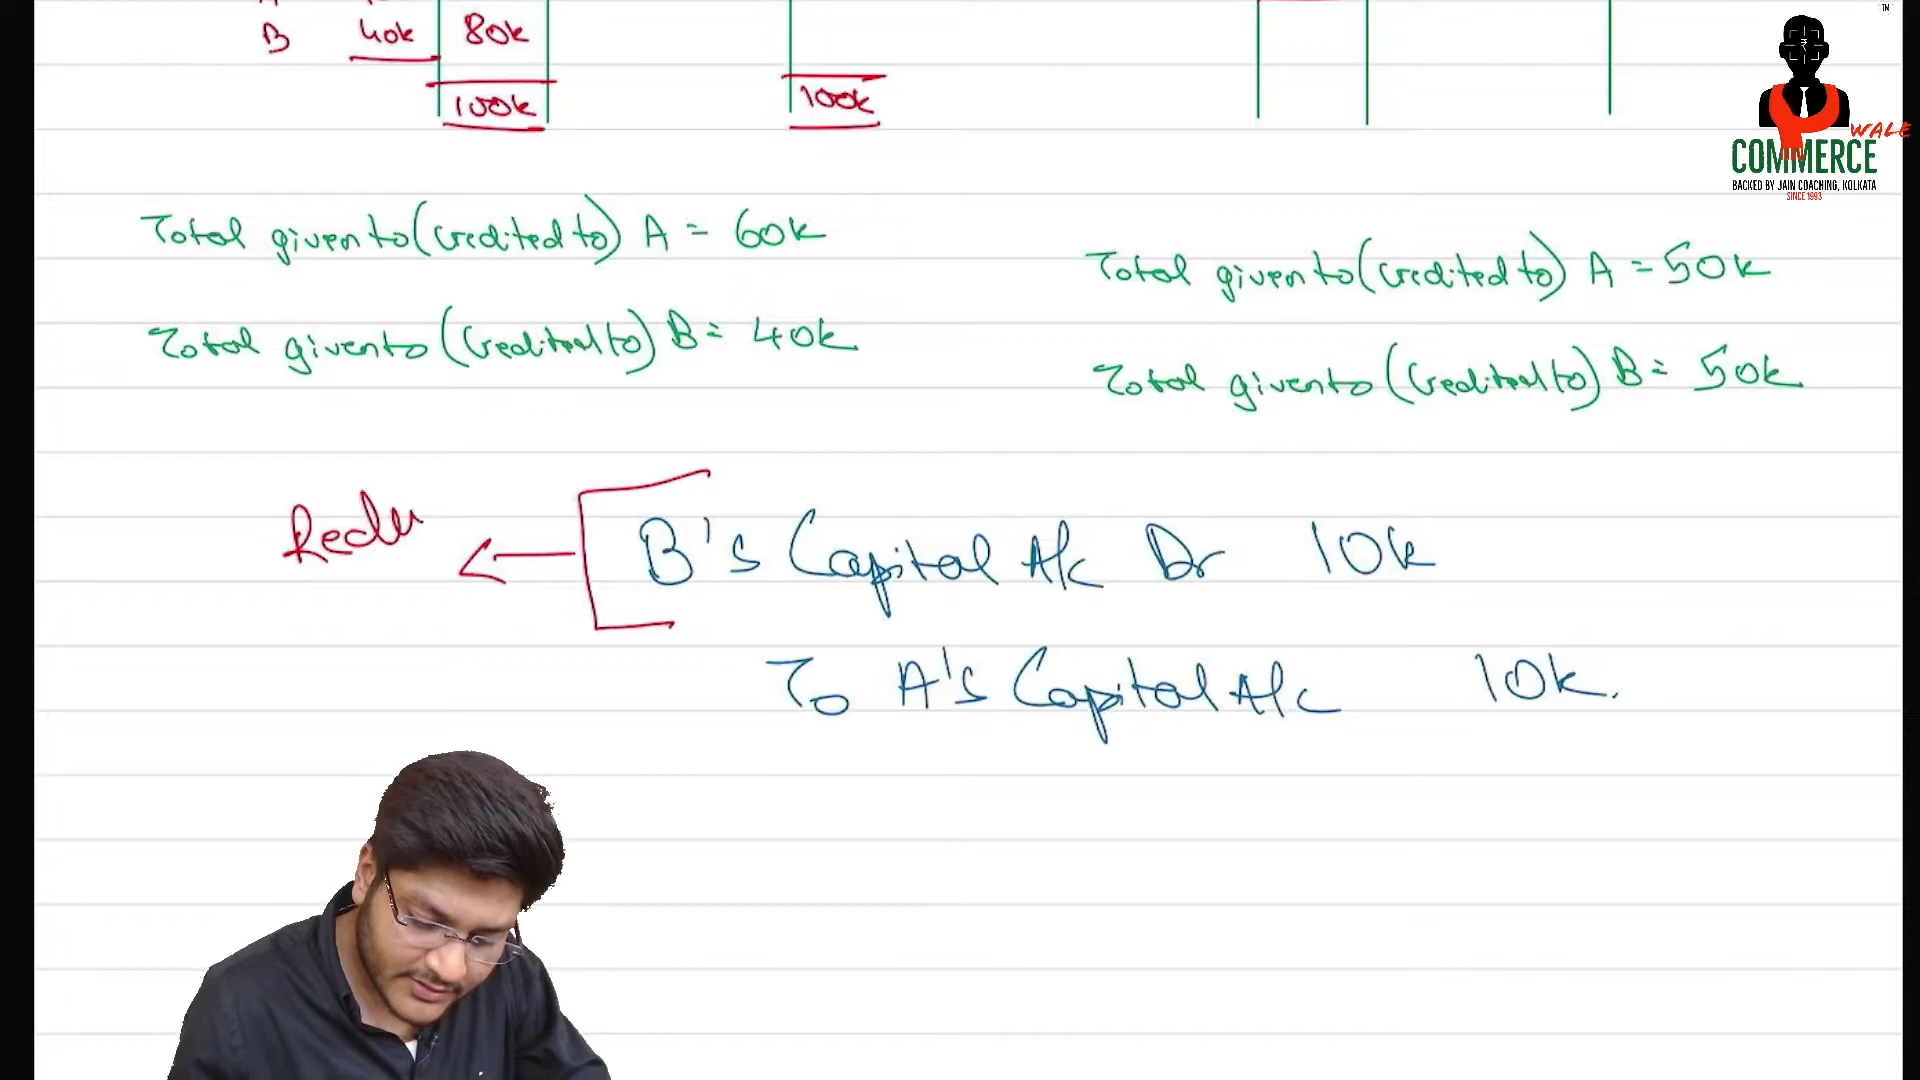 B 40k 80k
100k 100k
Total given to (credited to) A = 60k
Total given to (credited to) B = 40k
Total given to (credited to) A = 50k
Total given to (credited to) B = 50k
Redu
B's Capital A/c Dr 10k
To A's Capital A/c 10k.
WALE
COMMERCE
BACKED BY JAIN COACHING, KOLKATA
SINCE 1993
TM